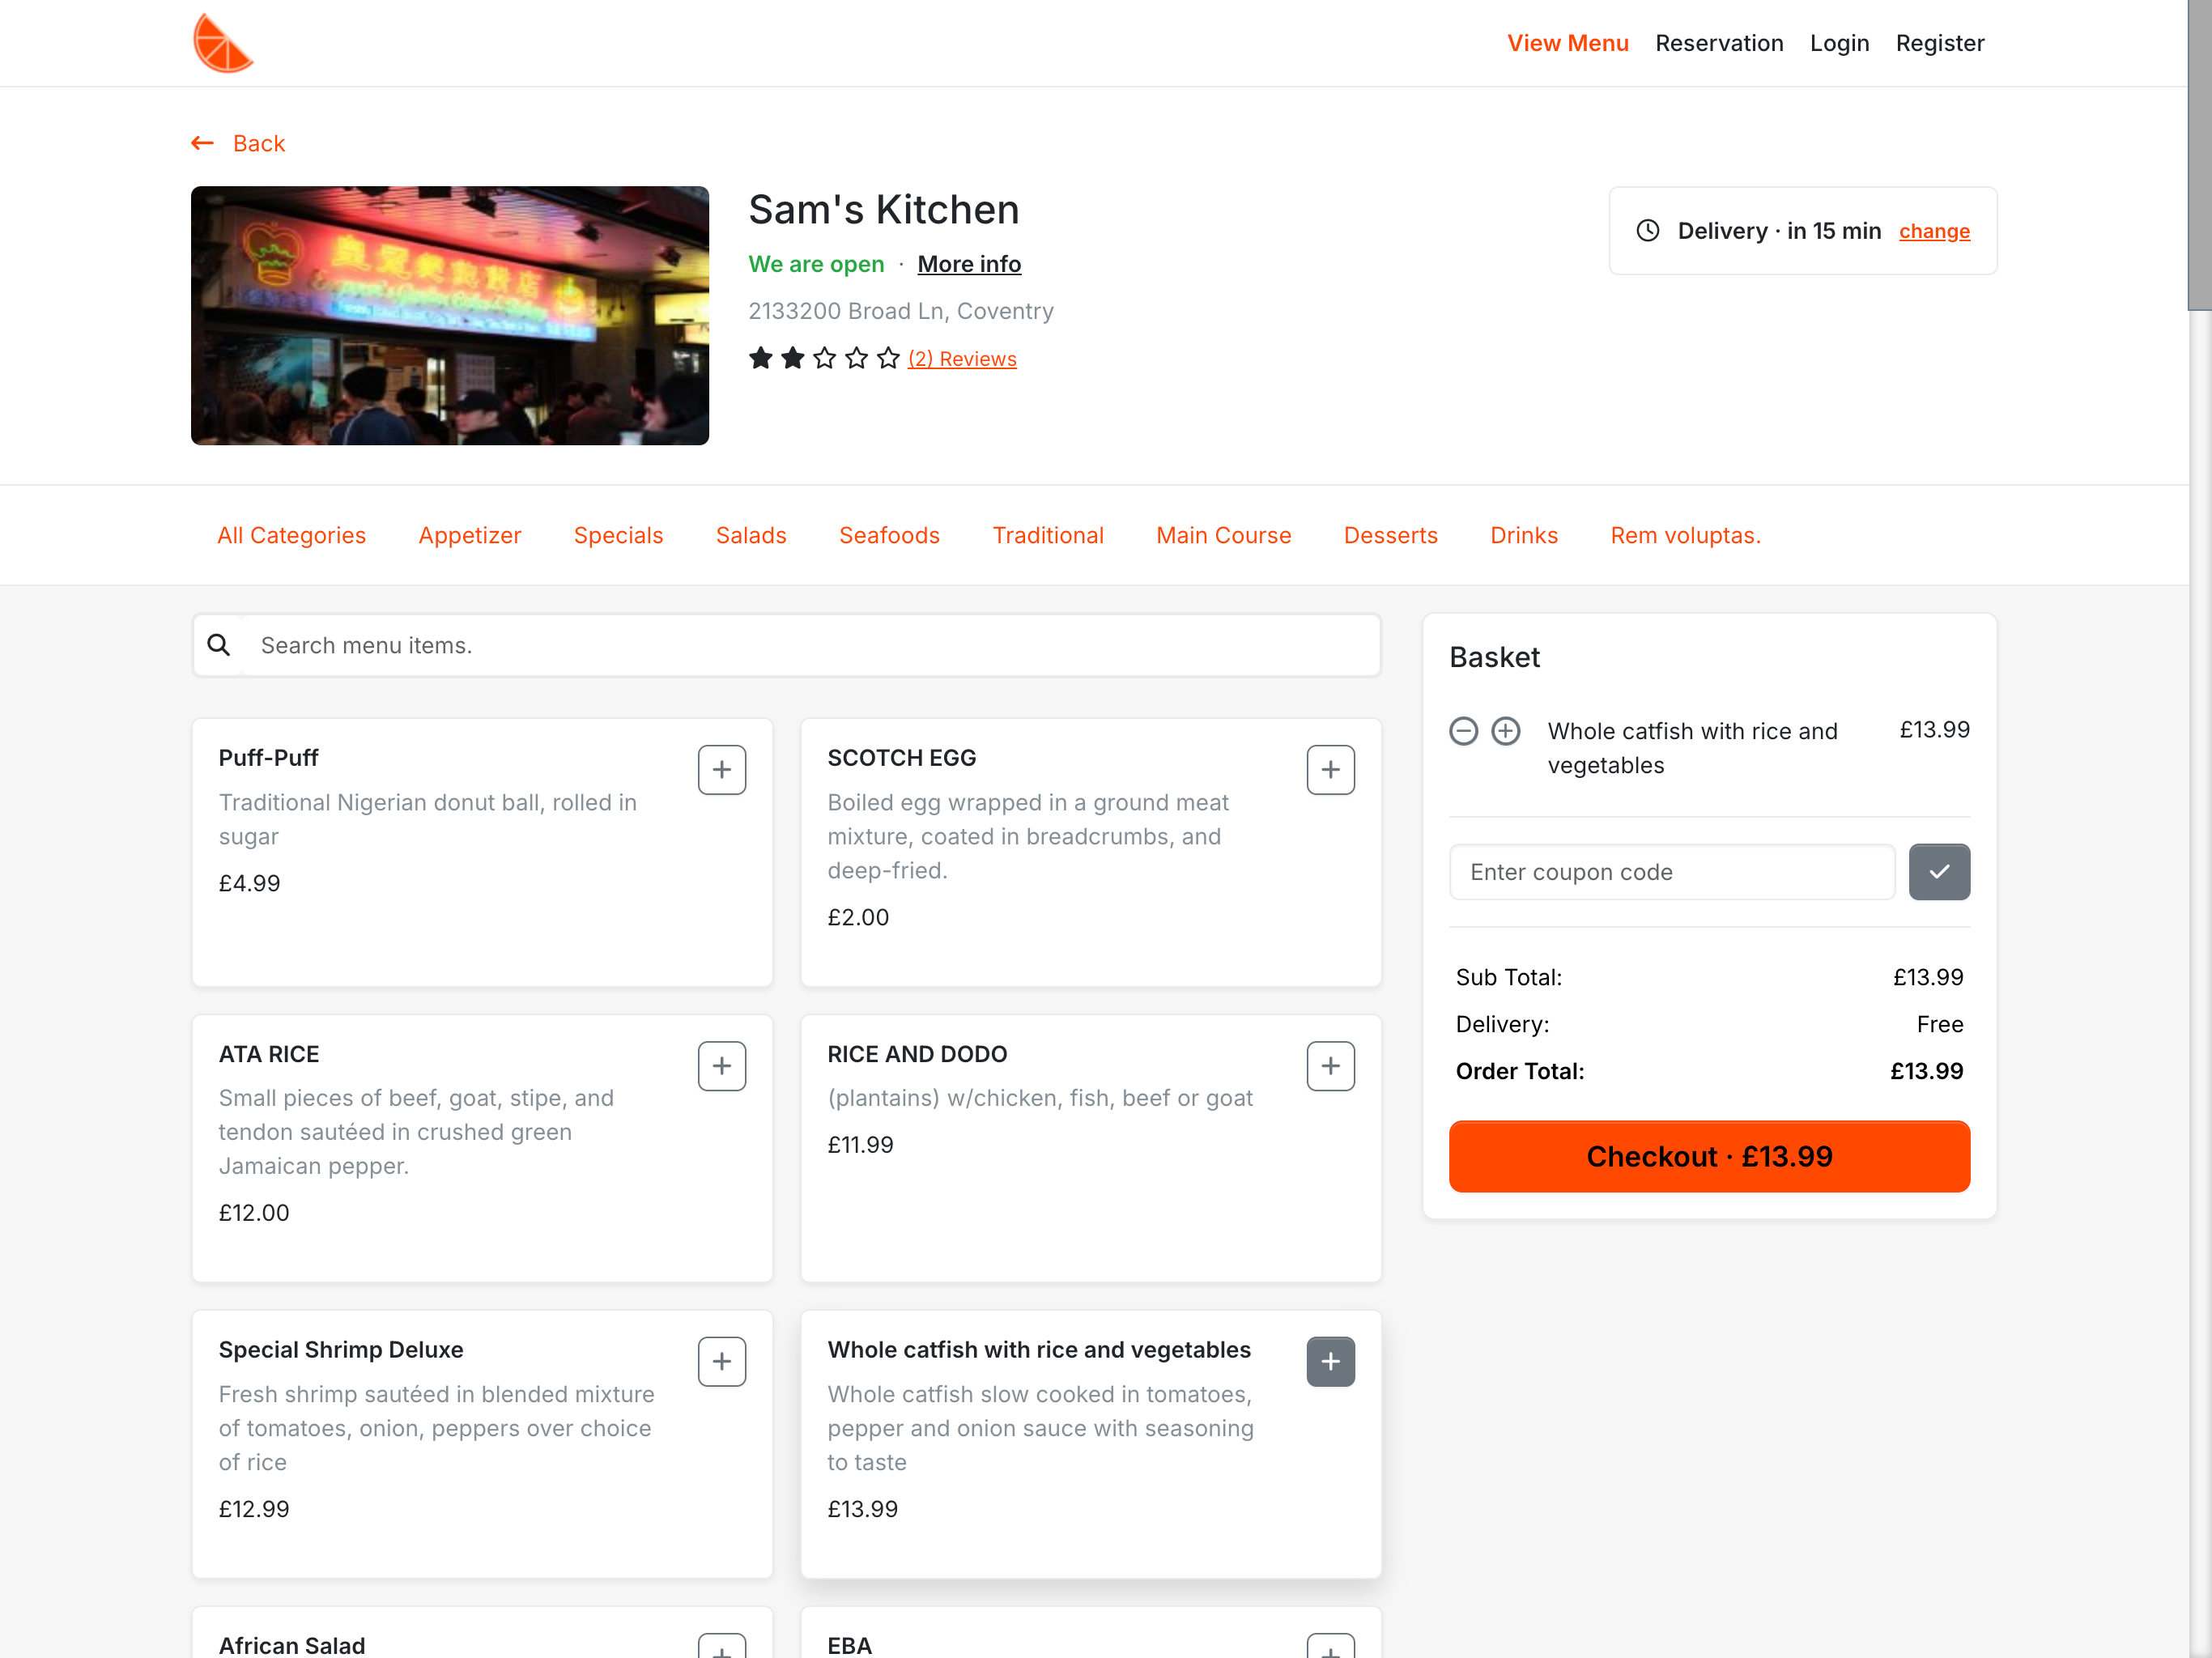 View Menu
Reservation
Login
Register
Back
Sam's Kitchen
We are open · More info
2133200 Broad Ln, Coventry
(2) Reviews
Delivery · in 15 min change
All Categories
Appetizer
Specials
Salads
Seafoods
Traditional
Main Course
Desserts
Drinks
Rem voluptas.
Search menu items.
Puff-Puff
Traditional Nigerian donut ball, rolled in
sugar
£4.99
SCOTCH EGG
Boiled egg wrapped in a ground meat
mixture, coated in breadcrumbs, and
deep-fried.
£2.00
ATA RICE
Small pieces of beef, goat, stipe, and
tendon sautéed in crushed green
Jamaican pepper.
£12.00
RICE AND DODO
(plantains) w/chicken, fish, beef or goat
£11.99
Special Shrimp Deluxe
Fresh shrimp sautéed in blended mixture
of tomatoes, onion, peppers over choice
of rice
£12.99
Whole catfish with rice and vegetables
Whole catfish slow cooked in tomatoes,
pepper and onion sauce with seasoning
to taste
£13.99
African Salad
EBA
Basket
Whole catfish with rice and
vegetables
£13.99
Enter coupon code
Sub Total: £13.99
Delivery: Free
Order Total: £13.99
Checkout · £13.99